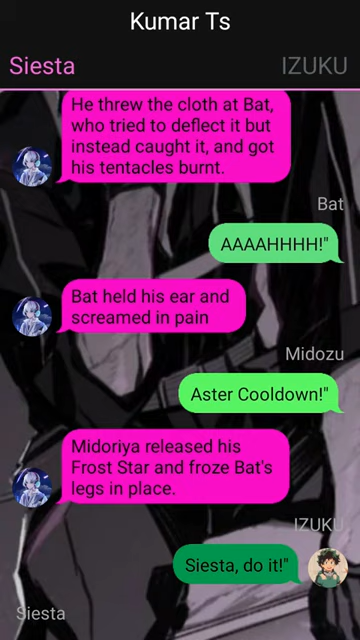 Kumar Ts
Siesta IZUKU
He threw the cloth at Bat,
who tried to deflect it but
instead caught it, and got
his tentacles burnt.
Bat
AAAAHHHH!"
Bat held his ear and
screamed in pain
Midozu
Aster Cooldown!"
Midoriya released his
Frost Star and froze Bat's
legs in place.
IZUKU
Siesta, do it!"
Siesta